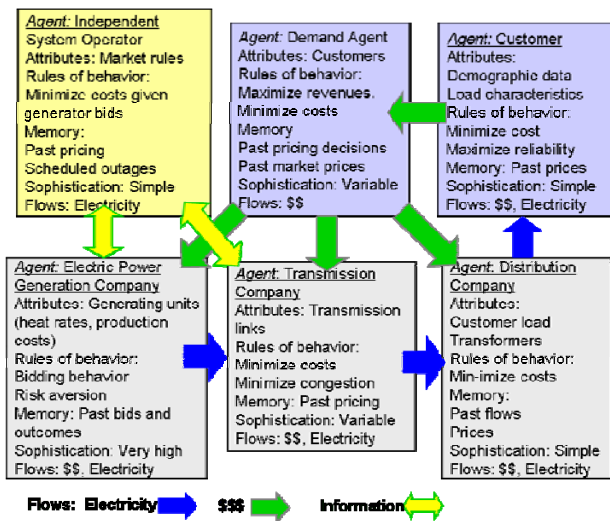 Agent: Independent
System Operator
Attributes: Market rules
Rules of behavior:
Minimize costs given
generator bids
Memory:
Past pricing
Scheduled outages
Sophistication: Simple
Flows: Electricity
Agent: Demand Agent
Attributes: Customers
Rules of behavior:
Maximize revenues.
Minimize costs
Memory
Past pricing decisions
Past market prices
Sophistication: Variable
Flows: $$
Agent: Customer
Attributes:
Demographic data
Load characteristics
Rules of behavior:
Minimize cost
Maximize reliability
Memory: Past prices
Sophistication: Simple
Flows: $$, Electricity
Agent: Electric Power
Generation Company
Attributes: Generating units
(heat rates, production
costs)
Rules of behavior:
Bidding behavior
Risk aversion
Memory: Past bids and
outcomes
Sophistication: Very high
Flows: $$, Electricity
Agent: Transmission
Company
Attributes: Transmission
links
Rules of behavior:
Minimize costs
Minimize congestion
Memory: Past pricing
Sophistication: Variable
Flows: $$, Electricity
Agent: Distribution
Company
Attributes:
Customer load
Transformers
Rules of behavior:
Min-imize costs
Memory:
Past flows
Prices
Sophistication: Simple
Flows: $$, Electricity
Flows: Electricity $$$ Information